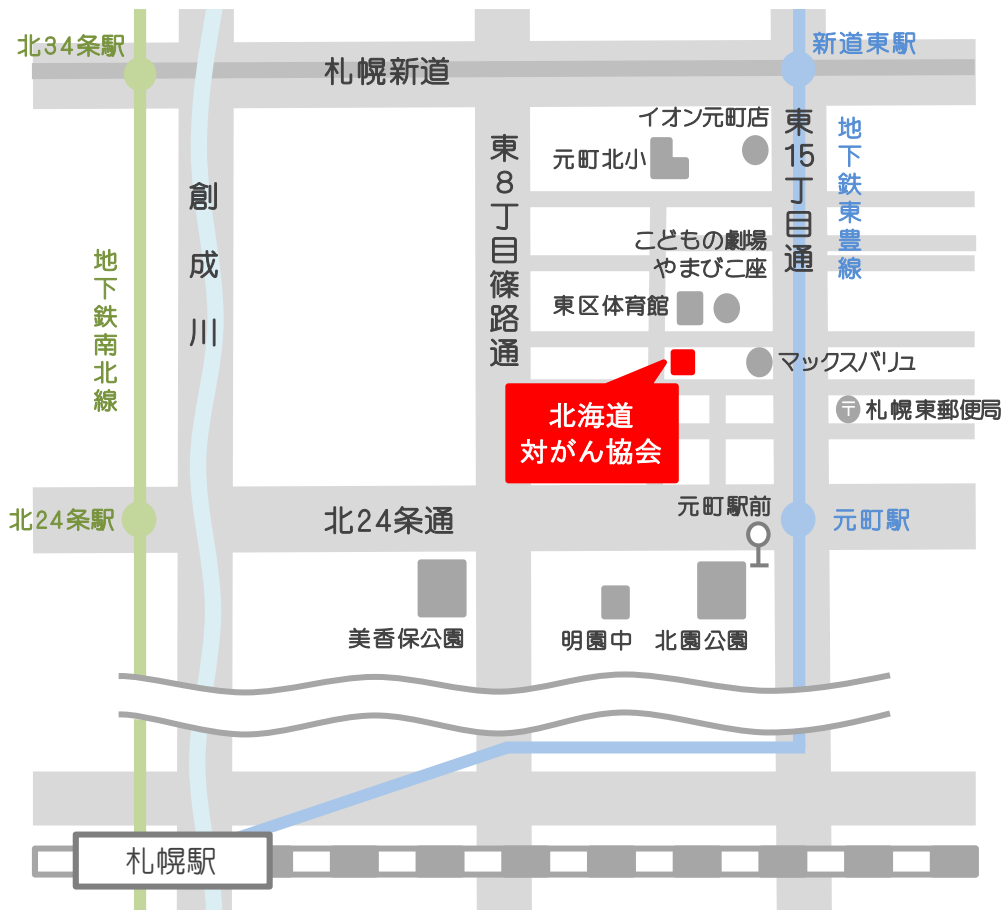 北34条駅
新道東駅
札幌新道
イオン元町店
元町北小
東15丁目通
地下鉄東豊線
東8丁目篠路通
創成川
地下鉄南北線
こどもの劇場
やまびこ座
東区体育館
マックスバリュ
北海道
対がん協会
〒
札幌東郵便局
北24条駅
北24条通
元町駅前
元町駅
美香保公園
明園中
北園公園
札幌駅